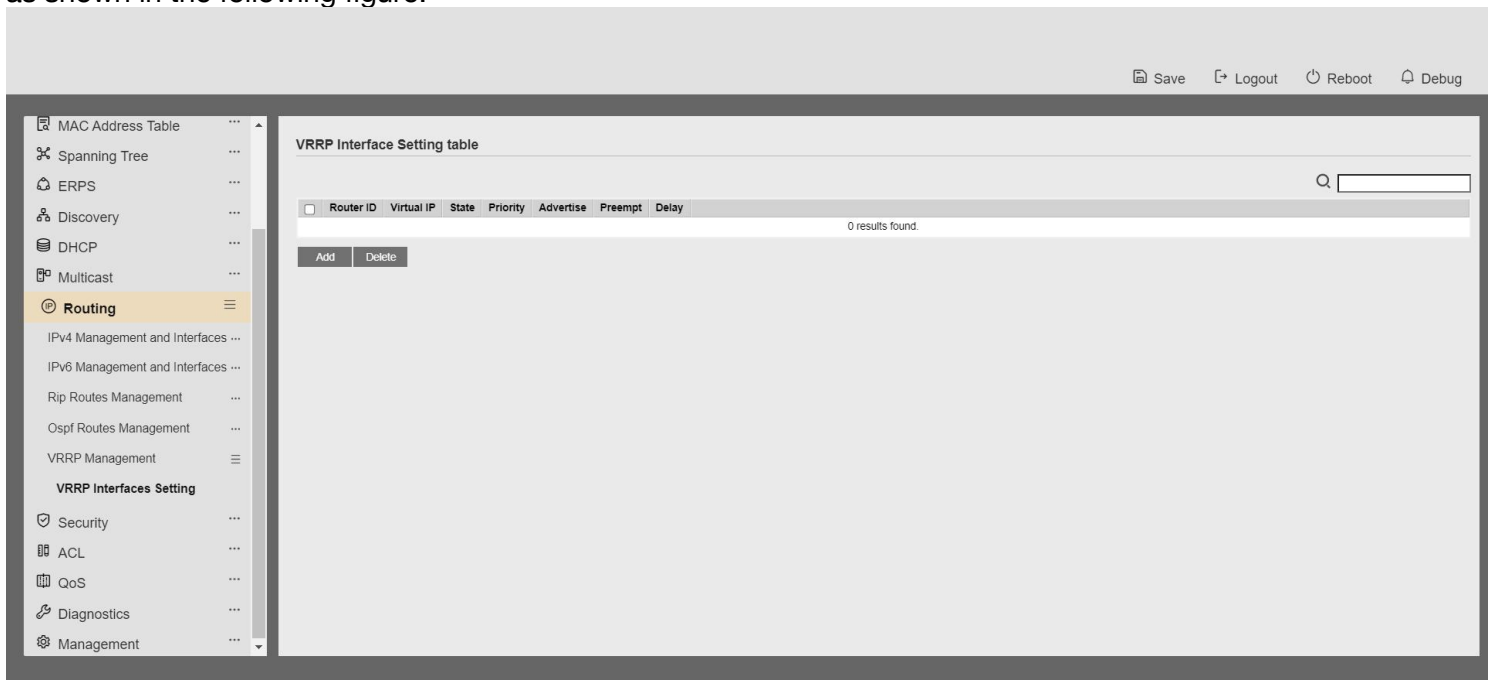 as shown in the following figure.
Save Logout Reboot Debug
MAC Address Table ...
Spanning Tree ...
ERPS ...
Discovery ...
DHCP ...
Multicast ...
Routing
IPv4 Management and Interfaces ...
IPv6 Management and Interfaces ...
Rip Routes Management ...
Ospf Routes Management ...
VRRP Management
VRRP Interfaces Setting
Security ...
ACL ...
QoS ...
Diagnostics ...
Management ...
VRRP Interface Setting table
Router ID Virtual IP State Priority Advertise Preempt Delay
0 results found.
Add Delete